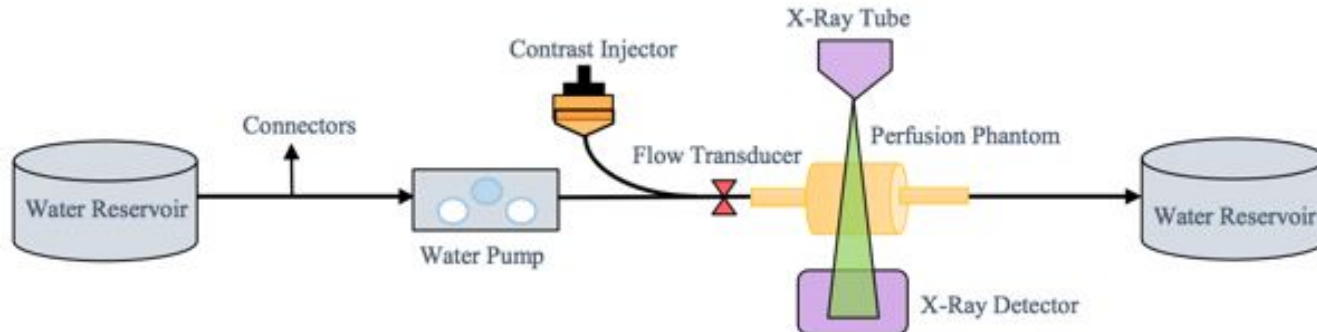 X-Ray Tube
Contrast Injector
Connectors
Flow Transducer
Perfusion Phantom
Water Reservoir
Water Pump
Water Reservoir
X-Ray Detector